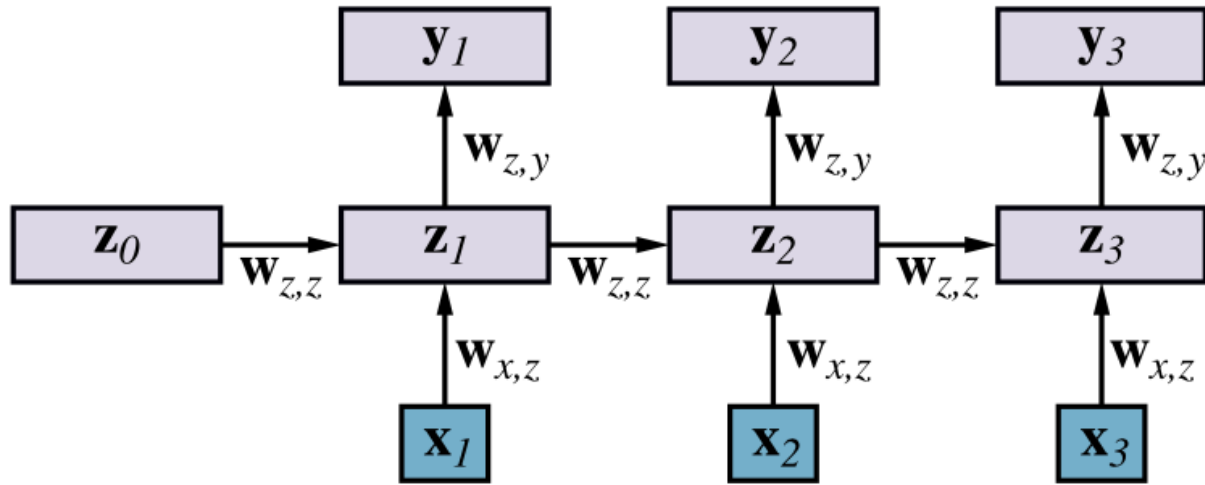 y1 y2 y3
wz,y wz,y wz,y
z0 z1 z2 z3
wz,z wz,z wz,z
wx,z wx,z wx,z
x1 x2 x3